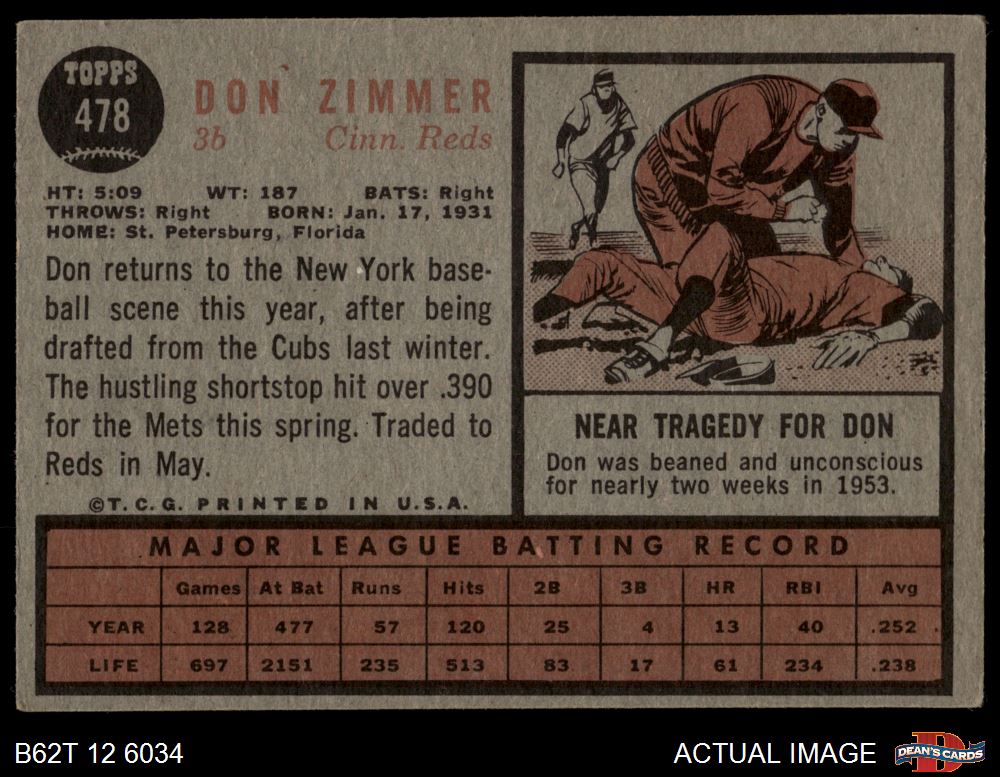 TOPPS
478
DON ZIMMER
3b Cinn. Reds
HT: 5:09 WT: 187 BATS: Right
THROWS: Right BORN: Jan. 17, 1931
HOME: St. Petersburg, Florida
Don returns to the New York base-
ball scene this year, after being
drafted from the Cubs last winter.
The hustling shortstop hit over .390
for the Mets this spring. Traded to
Reds in May.
©T.C.G. PRINTED IN U.S.A.
NEAR TRAGEDY FOR DON
Don was beaned and unconscious
for nearly two weeks in 1953.
MAJOR LEAGUE BATTING RECORD
Games At Bat Runs Hits 2B 3B HR RBI Avg
YEAR 128 477 57 120 25 4 13 40 .252
LIFE 697 2151 235 513 83 17 61 234 .238
B62T 12 6034
ACTUAL IMAGE
DEAN'S CARDS